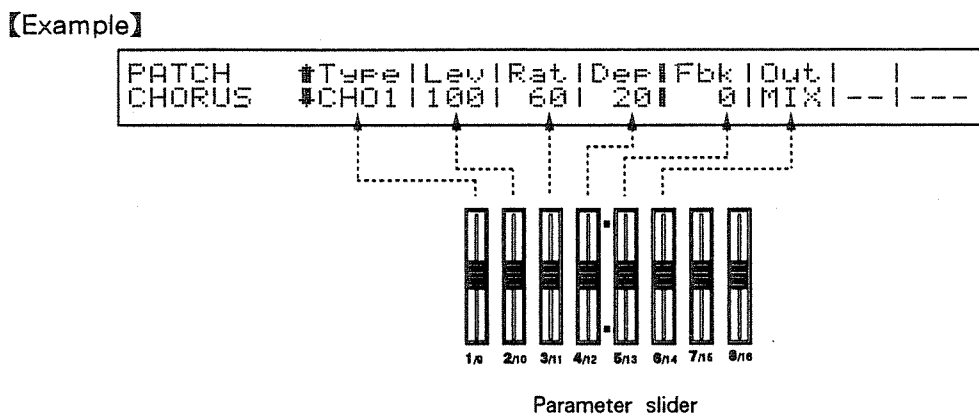 【Example】
PATCH ⬆Type|Lev|Rat|Dep‖Fbk|Out| |
CHORUS ⬇CHO1|100| 60| 20‖ 0|MIX|--|---
1/9 2/10 3/11 4/12 5/13 6/14 7/15 8/16
Parameter slider